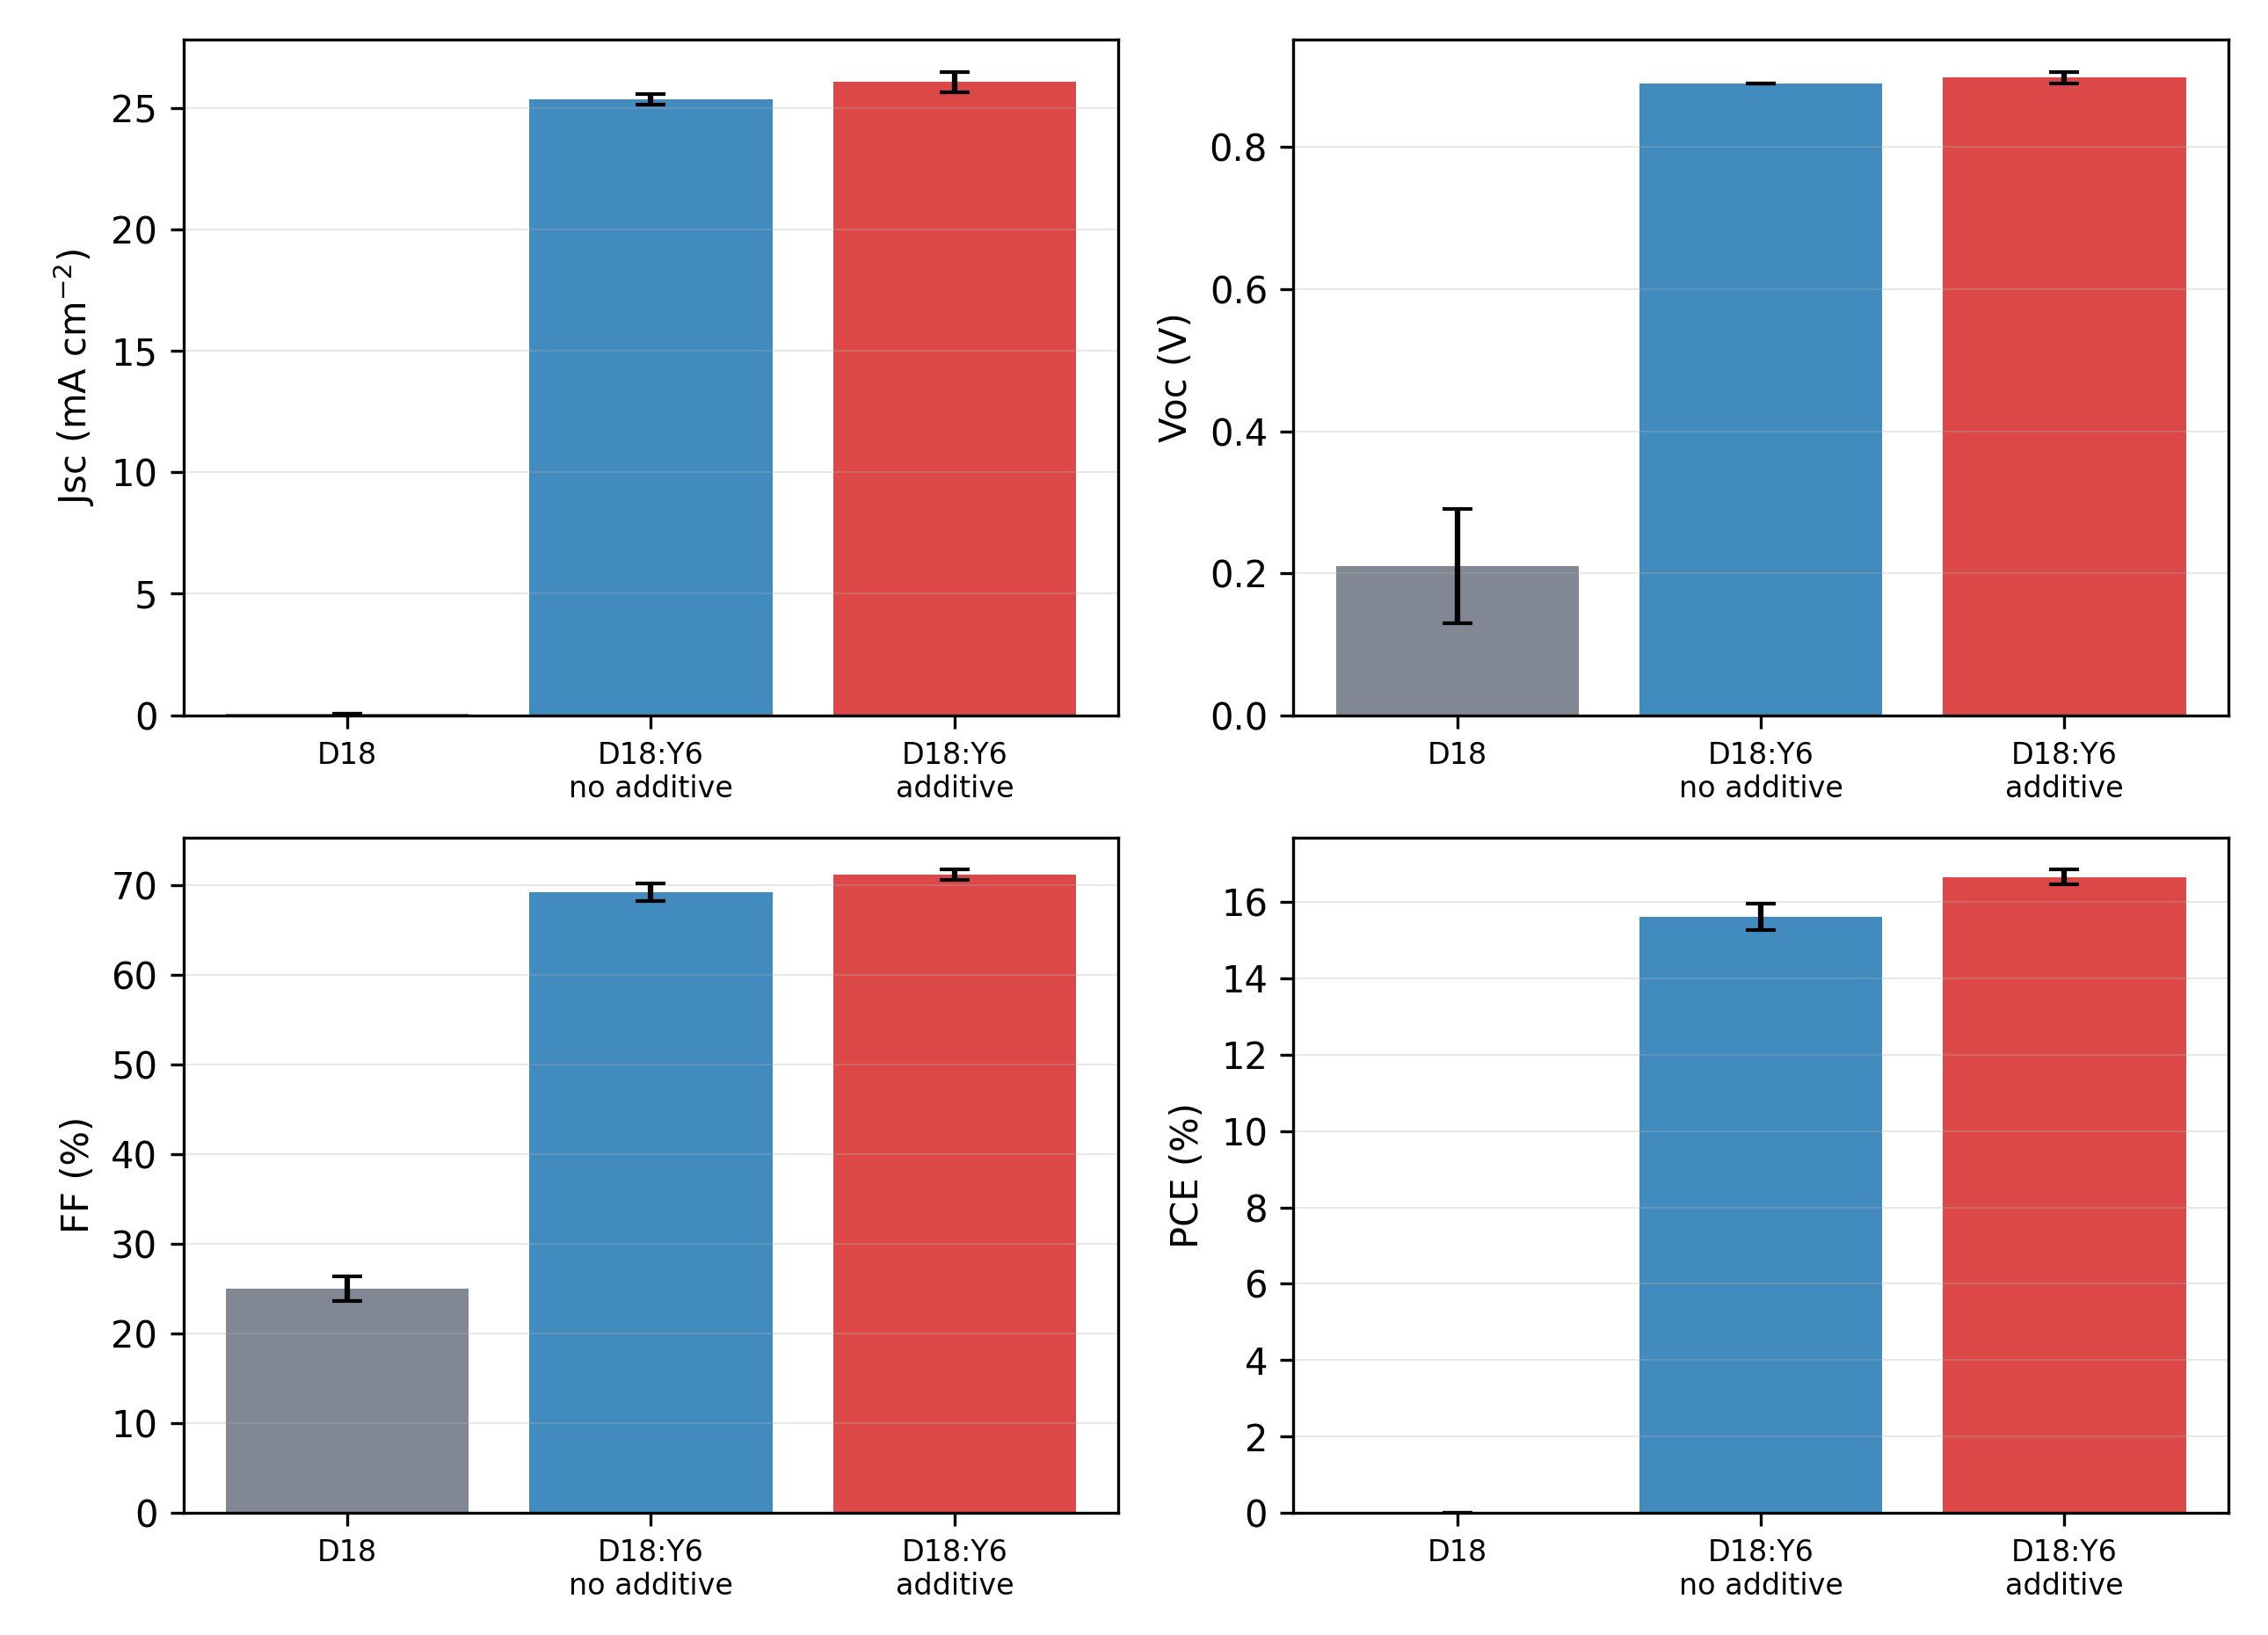 Jsc (mA cm⁻²)
25
20
15
10
5
0
D18
D18:Y6
no additive
D18:Y6
additive
Voc (V)
0.8
0.6
0.4
0.2
0.0
D18
D18:Y6
no additive
D18:Y6
additive
FF (%)
70
60
50
40
30
20
10
0
D18
D18:Y6
no additive
D18:Y6
additive
PCE (%)
16
14
12
10
8
6
4
2
0
D18
D18:Y6
no additive
D18:Y6
additive